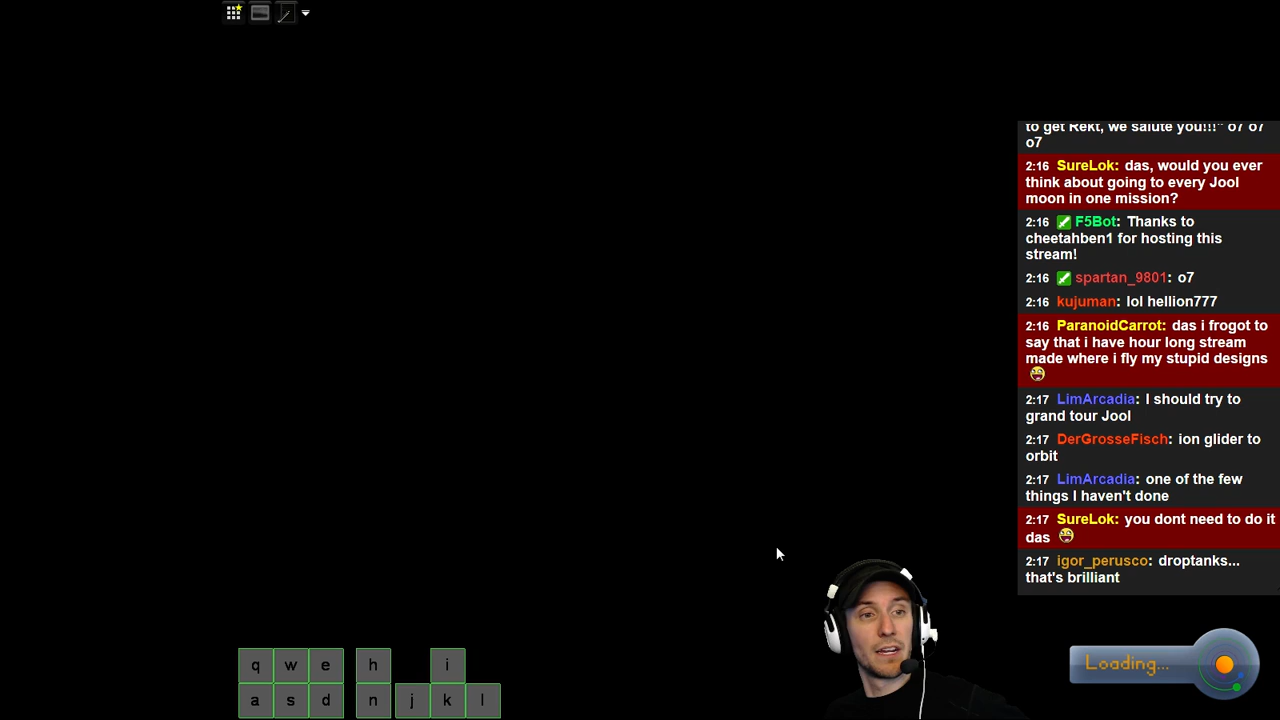 to get Rekt, we salute you!!!" o7 o7
o7
2:16 SureLok: das, would you ever
think about going to every Jool
moon in one mission?
2:16 F5Bot: Thanks to
cheetahben1 for hosting this
stream!
2:16 spartan_9801: o7
2:16 kujuman: lol hellion777
2:16 ParanoidCarrot: das i frogot to
say that i have hour long stream
made where i fly my stupid designs
2:17 LimArcadia: I should try to
grand tour Jool
2:17 DerGrosseFisch: ion glider to
orbit
2:17 LimArcadia: one of the few
things I haven't done
2:17 SureLok: you dont need to do it
das
2:17 igor_perusco: droptanks...
that's brilliant
q w e h i
a s d n j k l
Loading...